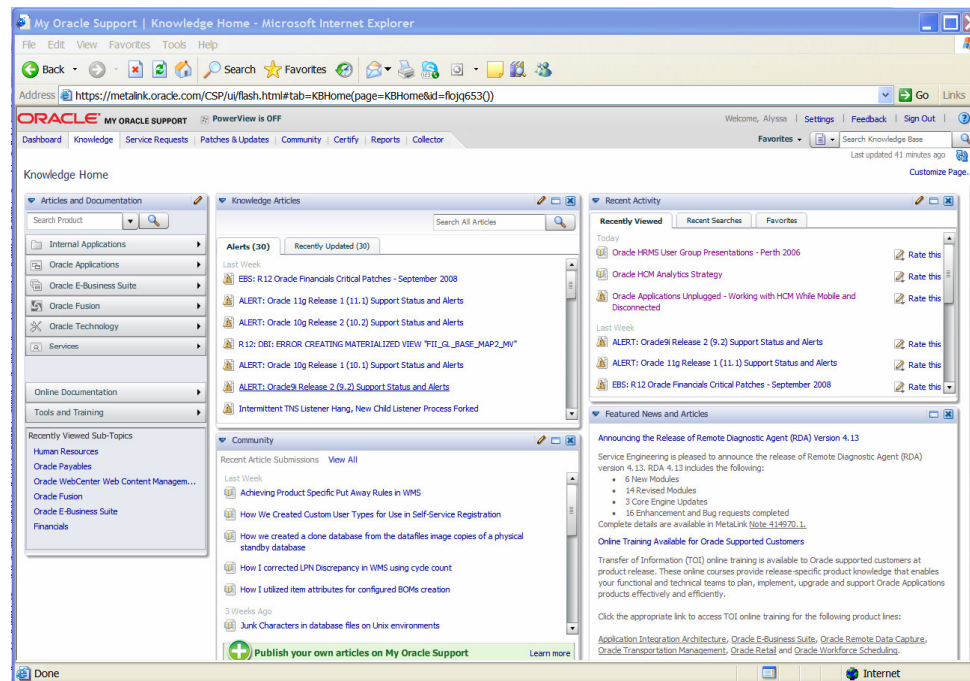 My Oracle Support | Knowledge Home - Microsoft Internet Explorer
File Edit View Favorites Tools Help
Back Search Favorites
Address https://metalink.oracle.com/CSP/ui/flash.html#tab=KBHome(page=KBHome&id=flojq653()) Go Links
ORACLE MY ORACLE SUPPORT PowerView is OFF Welcome, Alyssa | Settings | Feedback | Sign Out |
Dashboard Knowledge Service Requests Patches & Updates Community Certify Reports Collector Favorites Search Knowledge Base
Last updated 41 minutes ago
Knowledge Home Customize Page.
Articles and Documentation
Search Product
Internal Applications
Oracle Applications
Oracle E-Business Suite
Oracle Fusion
Oracle Technology
Services
Online Documentation
Tools and Training
Recently Viewed Sub-Topics
Human Resources
Oracle Payables
Oracle WebCenter Web Content Managem...
Oracle Fusion
Oracle E-Business Suite
Financials
Knowledge Articles
Search All Articles
Alerts (30) Recently Updated (30)
Last Week
EBS: R12 Oracle Financials Critical Patches - September 2008
ALERT: Oracle 11g Release 1 (11.1) Support Status and Alerts
ALERT: Oracle 10g Release 2 (10.2) Support Status and Alerts
R12: DBI: ERROR CREATING MATERIALIZED VIEW "FII_GL_BASE_MAP2_MV"
ALERT: Oracle 10g Release 1 (10.1) Support Status and Alerts
ALERT: Oracle9i Release 2 (9.2) Support Status and Alerts
Intermittent TNS Listener Hang, New Child Listener Process Forked
Community
Recent Article Submissions View All
Last Week
Achieving Product Specific Put Away Rules in WMS
How We Created Custom User Types for Use in Self-Service Registration
How we created a clone database from the datafiles image copies of a physical
standby database
How I corrected LPN Discrepancy in WMS using cycle count
How I utilized item attributes for configured BOMs creation
3 Weeks Ago
Junk Characters in database files on Unix environments
Publish your own articles on My Oracle Support Learn more
Recent Activity
Recently Viewed Recent Searches Favorites
Today
Oracle HRMS User Group Presentations - Perth 2006 Rate this
Oracle HCM Analytics Strategy Rate this
Oracle Applications Unplugged - Working with HCM While Mobile and Rate this
Disconnected
Last Week
ALERT: Oracle9i Release 2 (9.2) Support Status and Alerts Rate this
ALERT: Oracle 11g Release 1 (11.1) Support Status and Alerts Rate this
EBS: R12 Oracle Financials Critical Patches - September 2008 Rate this
Featured News and Articles
Announcing the Release of Remote Diagnostic Agent (RDA) Version 4.13
Service Engineering is pleased to announce the release of Remote Diagnostic Agent (RDA)
version 4.13. RDA 4.13 includes the following:
• 6 New Modules
• 14 Revised Modules
• 3 Core Engine Updates
• 16 Enhancement and Bug requests completed
Complete details are available in MetaLink Note 414970.1.
Online Training Available for Oracle Supported Customers
Transfer of Information (TOI) online training is available to Oracle supported customers at
product release. These online courses provide release-specific product knowledge that enables
your functional and technical teams to plan, implement, upgrade and support Oracle Applications
products effectively and efficiently.
Click the appropriate link to access TOI online training for the following product lines:
Application Integration Architecture, Oracle E-Business Suite, Oracle Remote Data Capture,
Oracle Transportation Management, Oracle Retail and Oracle Workforce Scheduling.
Done Internet